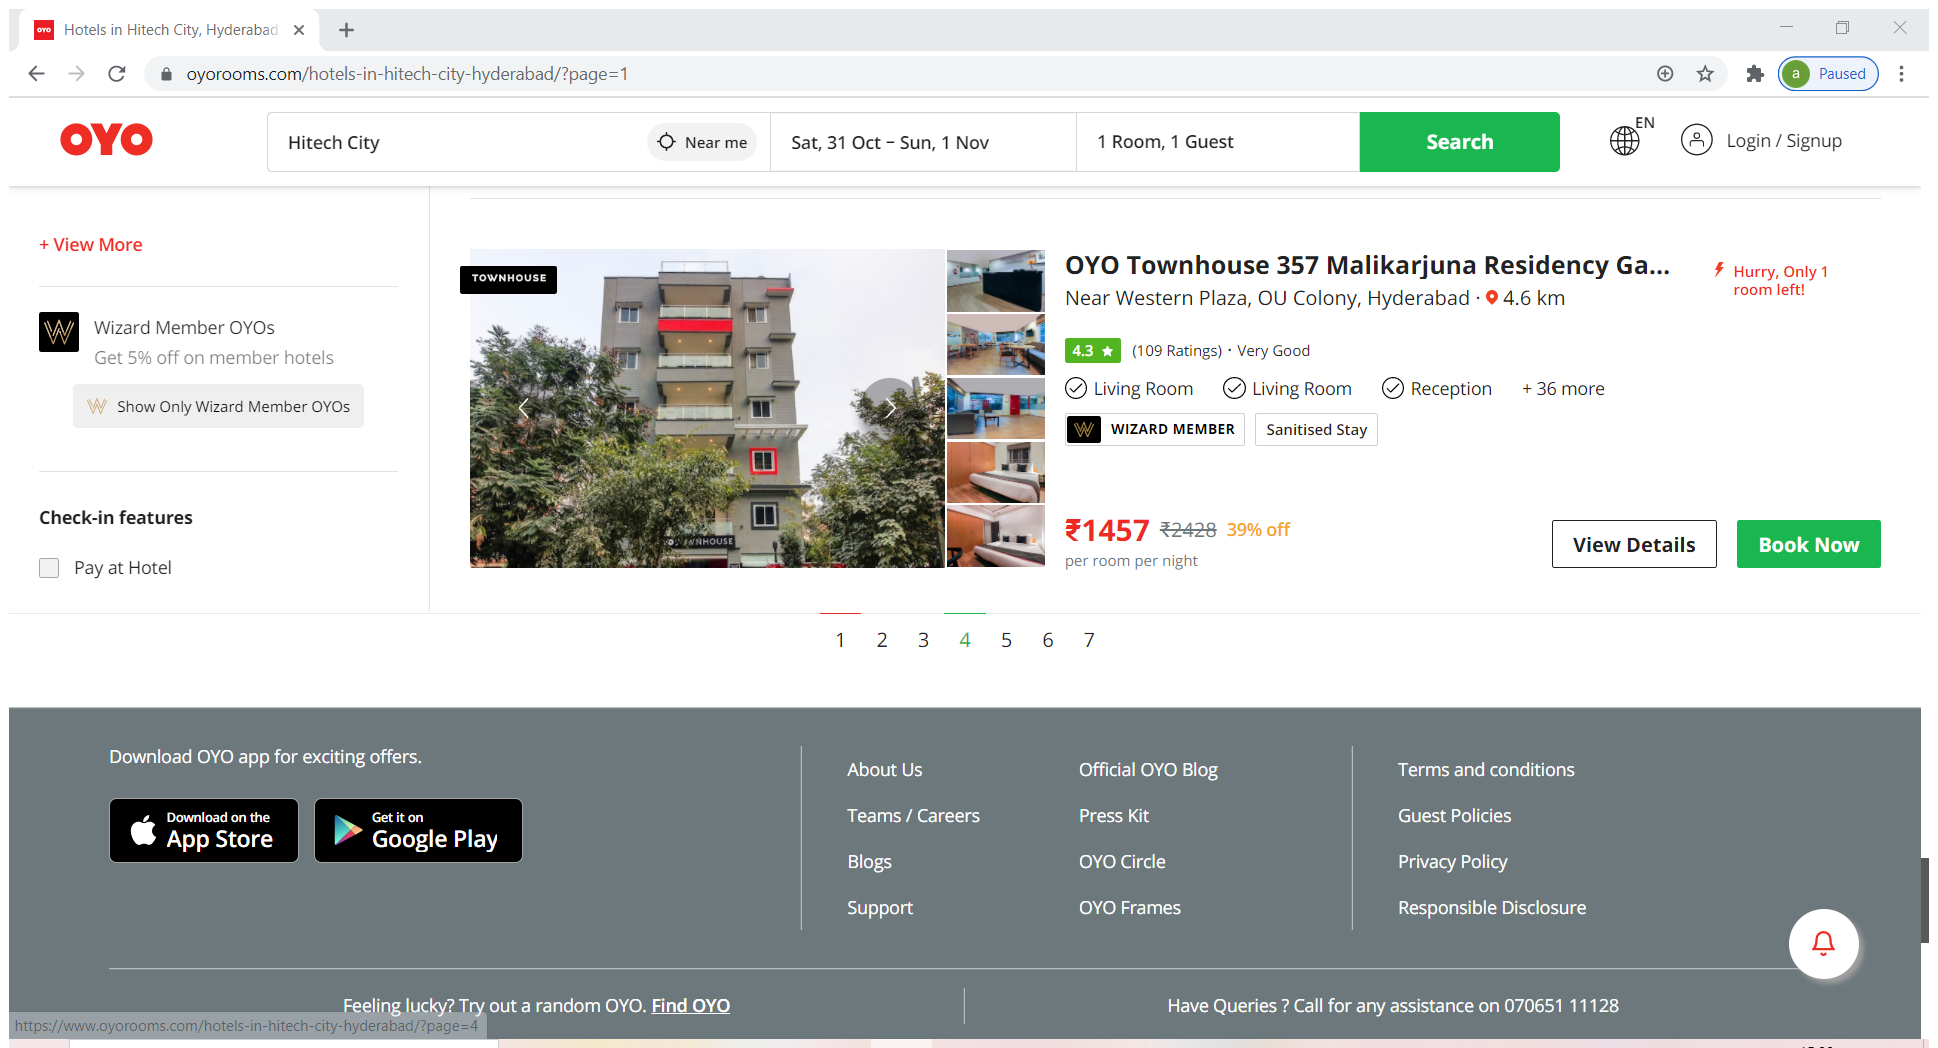 OYO
Hotels in Hitech City, Hyderabad
oyorooms.com/hotels-in-hitech-city-hyderabad/?page=1
a
Paused
OYO
Hitech City
Near me
Sat, 31 Oct – Sun, 1 Nov
1 Room, 1 Guest
Search
EN
Login / Signup
+ View More
W
Wizard Member OYOs
Get 5% off on member hotels
W Show Only Wizard Member OYOs
Check-in features
Pay at Hotel
TOWNHOUSE
TOWNHOUSE
OYO Townhouse 357 Malikarjuna Residency Ga...
Near Western Plaza, OU Colony, Hyderabad · 4.6 km
Hurry, Only 1
room left!
4.3 ★ (109 Ratings) · Very Good
Living Room
Living Room
Reception
+ 36 more
W WIZARD MEMBER
Sanitised Stay
₹1457 ₹2428 39% off
per room per night
View Details
Book Now
1 2 3 4 5 6 7
Download OYO app for exciting offers.
Download on the
App Store
Get it on
Google Play
About Us
Teams / Careers
Blogs
Support
Official OYO Blog
Press Kit
OYO Circle
OYO Frames
Terms and conditions
Guest Policies
Privacy Policy
Responsible Disclosure
Feeling lucky? Try out a random OYO. Find OYO
Have Queries ? Call for any assistance on 070651 11128
https://www.oyorooms.com/hotels-in-hitech-city-hyderabad/?page=4